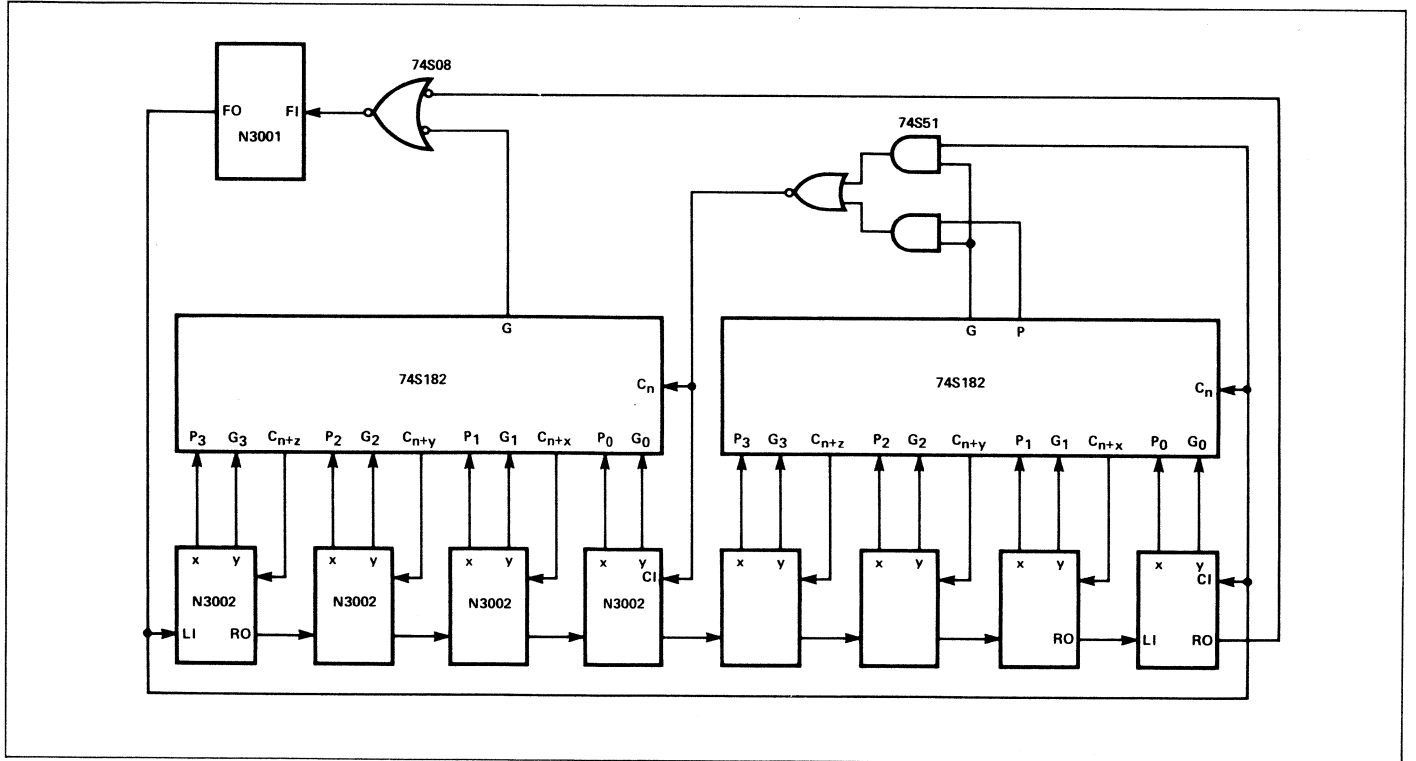 74S08
FO FI
N3001
74S51
G
G P
74S182
Cn
74S182
Cn
P3 G3 Cn+z P2 G2 Cn+y P1 G1 Cn+x P0 G0
P3 G3 Cn+z P2 G2 Cn+y P1 G1 Cn+x P0 G0
x y
x y
x y
x y
CI
x y
x y
x y
x y
CI
N3002
N3002
N3002
N3002
LI RO
RO
LI RO